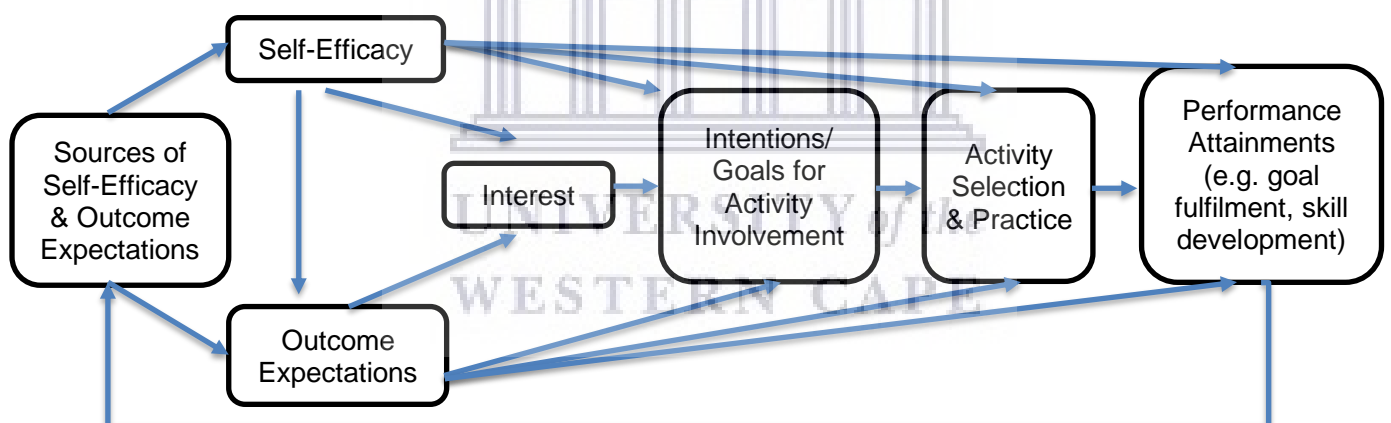 Self-Efficacy
Sources of
Self-Efficacy
& Outcome
Expectations
Interest
Intentions/
Goals for
Activity
Involvement
Activity
Selection
& Practice
Performance
Attainments
(e.g. goal
fulfilment, skill
development)
Outcome
Expectations
UNIVERSITY of the
WESTERN CAPE